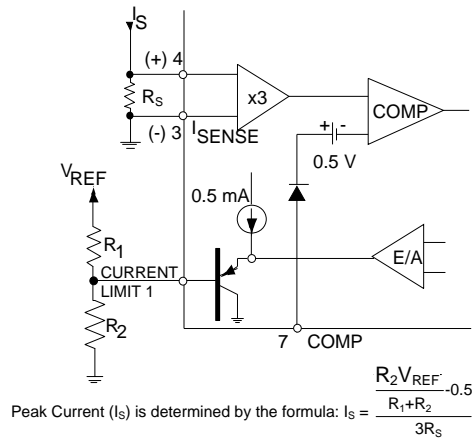 I_S
(+) 4
R_S
x3
COMP
(-) 3
I_SENSE
+ -
0.5 V
V_REF
0.5 mA
R_1
E/A
CURRENT
LIMIT 1
R_2
7 COMP
Peak Current (I_S) is determined by the formula: I_S =
R_2V_REF
R_1+R_2
-0.5
3R_S